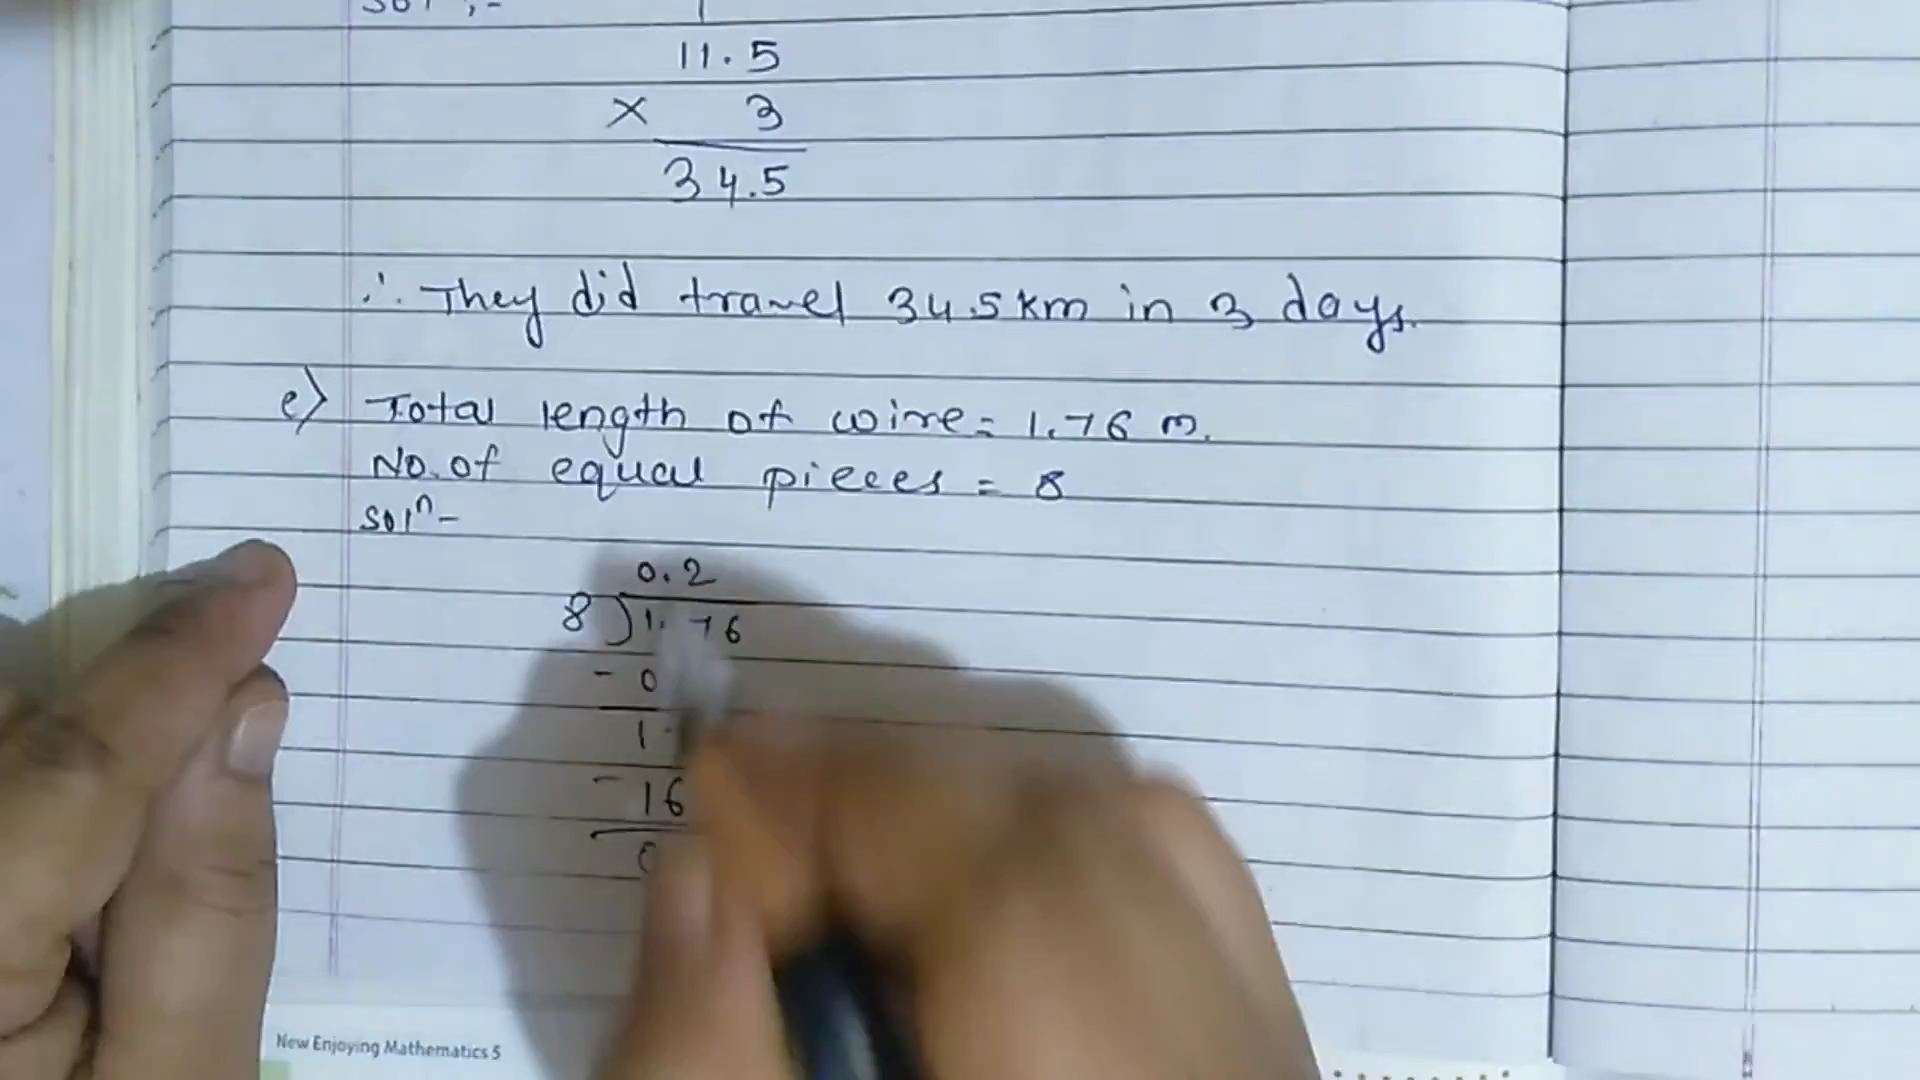 11.5
× 3
34.5
∴ They did travel 34.5 km in 3 days.
e) Total length of wire = 1.76 m.
No. of equal pieces = 8
Solⁿ -
0.2
8 ) 1.76
- 0
1
- 16
0
New Enjoying Mathematics 5